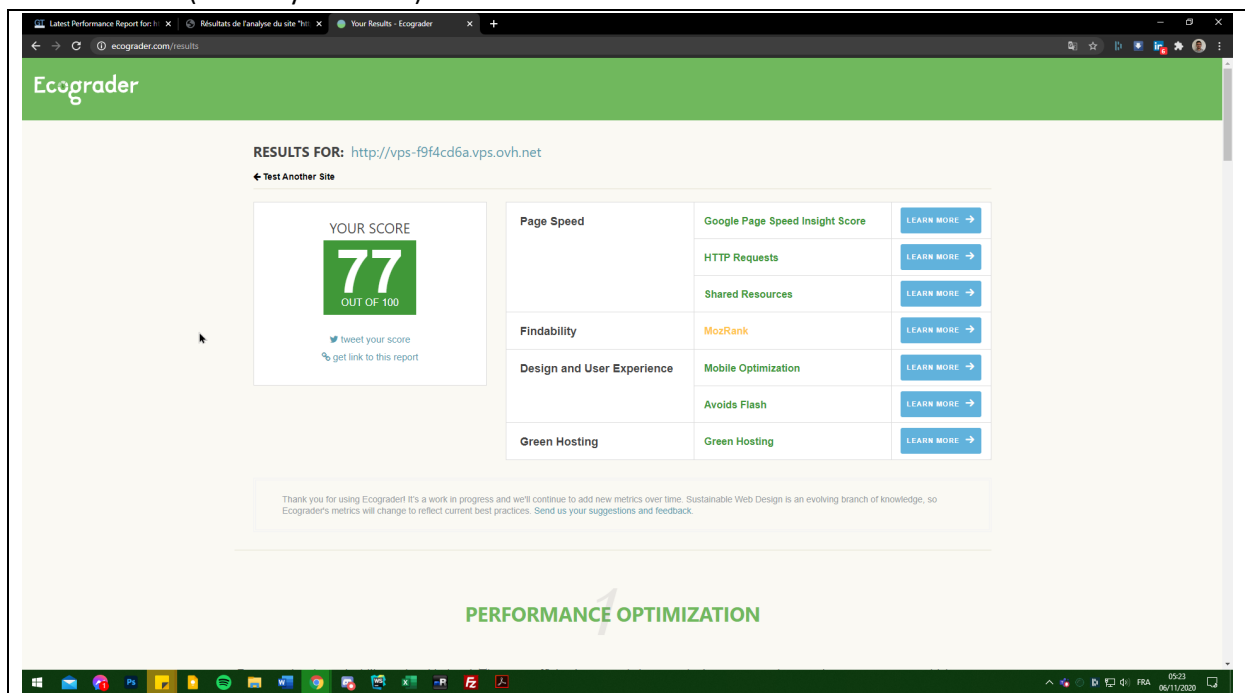 Latest Performance Report for: h
Résultats de l'analyse du site "htt
Your Results - Ecograder
ecograder.com/results
Ecograder
RESULTS FOR: http://vps-f9f4cd6a.vps.ovh.net
Test Another Site
YOUR SCORE
77
OUT OF 100
tweet your score
get link to this report
Page Speed
Google Page Speed Insight Score
LEARN MORE
HTTP Requests
LEARN MORE
Shared Resources
LEARN MORE
Findability
MozRank
LEARN MORE
Design and User Experience
Mobile Optimization
LEARN MORE
Avoids Flash
LEARN MORE
Green Hosting
Green Hosting
LEARN MORE
Thank you for using Ecograder! It's a work in progress and we'll continue to add new metrics over time. Sustainable Web Design is an evolving branch of knowledge, so
Ecograder's metrics will change to reflect current best practices. Send us your suggestions and feedback.
1
PERFORMANCE OPTIMIZATION
FRA
05:23
06/11/2020